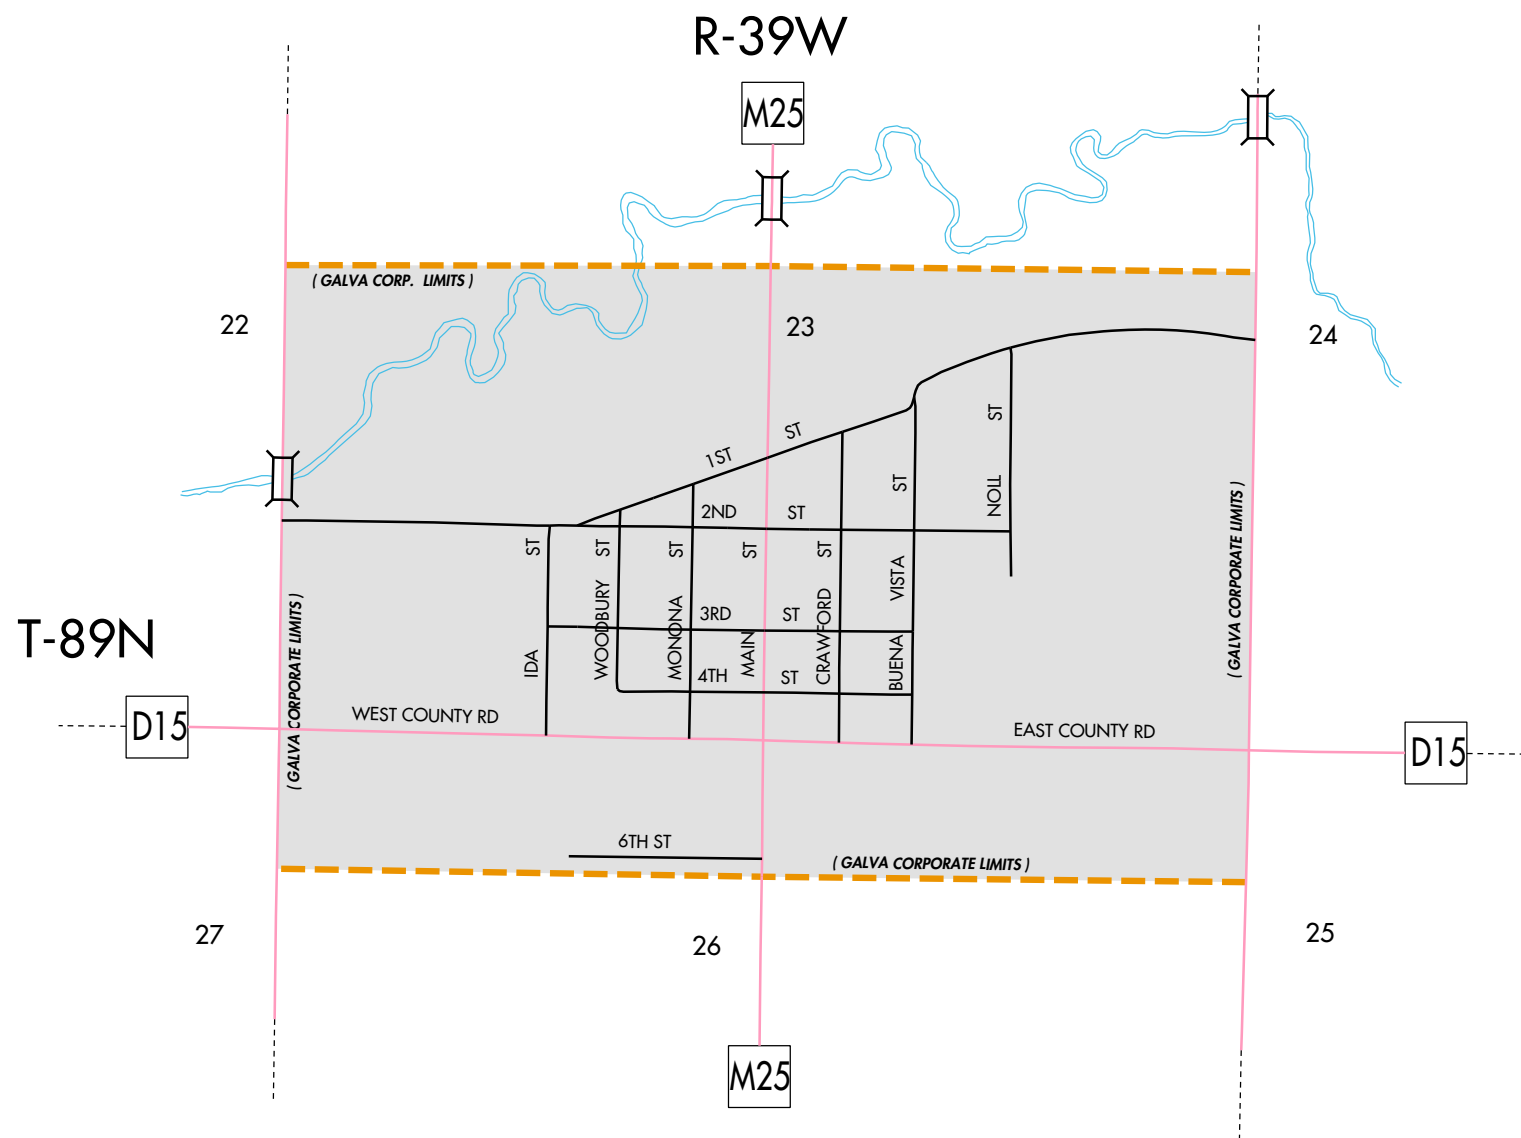 R-39W
M25
( GALVA CORP. LIMITS )
22
23
24
1ST ST
2ND ST
NOLL ST
IDA ST
WOODBURY ST
MONONA ST
MAIN ST
CRAWFORD ST
BUENA VISTA ST
3RD ST
4TH ST
( GALVA CORPORATE LIMITS )
( GALVA CORPORATE LIMITS )
T-89N
D15
WEST COUNTY RD
EAST COUNTY RD
D15
6TH ST
( GALVA CORPORATE LIMITS )
27
26
25
M25